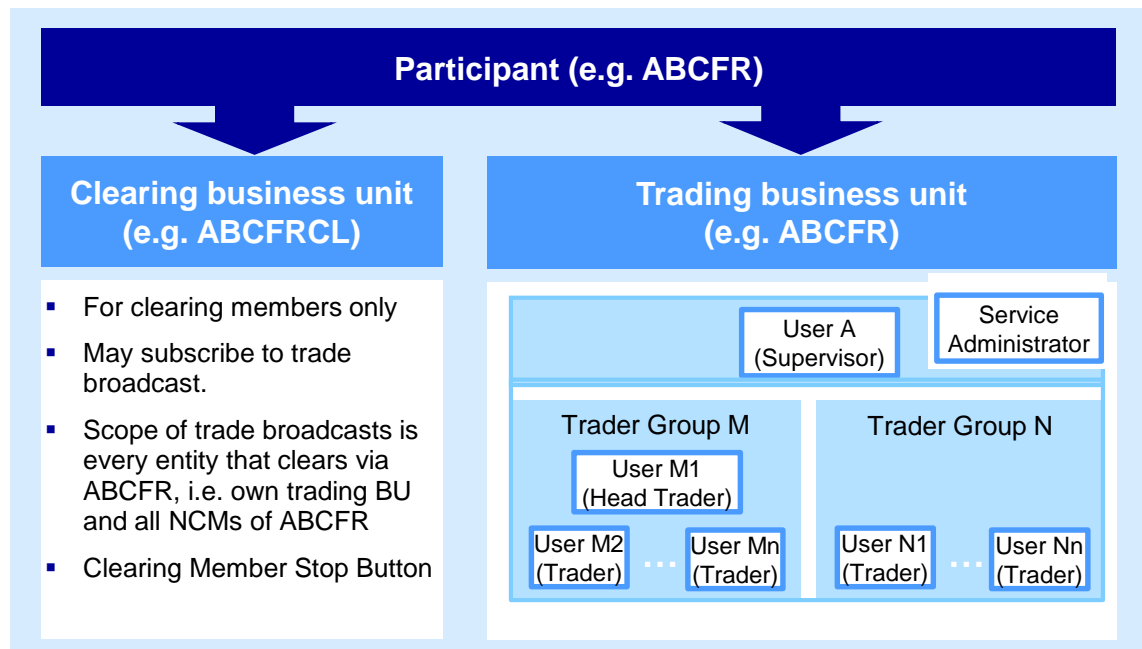 Participant (e.g. ABCFR)
Clearing business unit
(e.g. ABCFRCL)
▪ For clearing members only
▪ May subscribe to trade
broadcast.
▪ Scope of trade broadcasts is
every entity that clears via
ABCFR, i.e. own trading BU
and all NCMs of ABCFR
▪ Clearing Member Stop Button
Trading business unit
(e.g. ABCFR)
User A
(Supervisor)
Service
Administrator
Trader Group M
User M1
(Head Trader)
User M2
(Trader)
...
User Mn
(Trader)
Trader Group N
User N1
(Trader)
...
User Nn
(Trader)